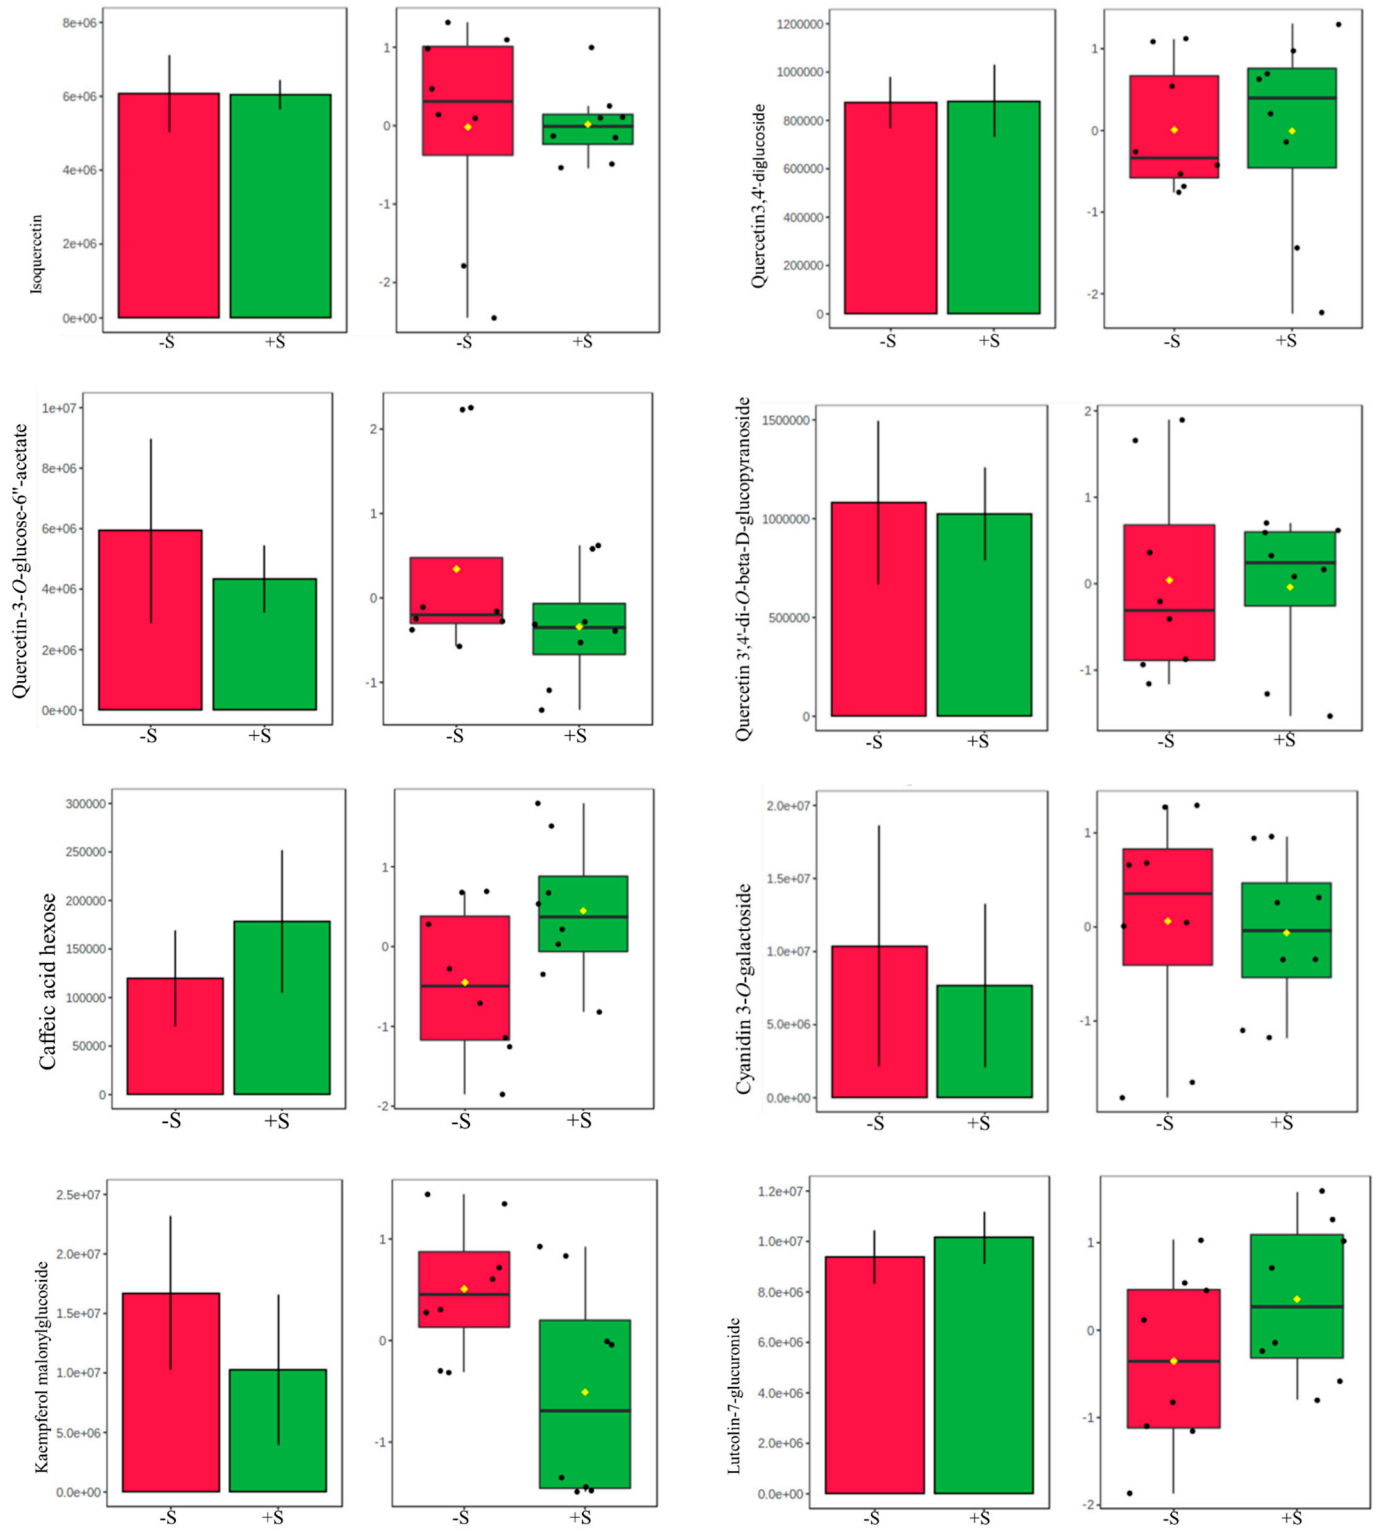 Isoquercetin
8e+06
6e+06
4e+06
2e+06
0e+00
-S
+S
1
0
-1
-2
-S
+S
Quercetin3,4'-diglucoside
1200000
1000000
800000
600000
400000
200000
0
-S
+S
1
0
-1
-2
-S
+S
Quercetin-3-O-glucose-6"-acetate
1e+07
8e+06
6e+06
4e+06
2e+06
0e+00
-S
+S
2
1
0
-1
-S
+S
Quercetin 3',4'-di-O-beta-D-glucopyranoside
1500000
1000000
500000
0
-S
+S
2
1
0
-1
-S
+S
Caffeic acid hexose
300000
250000
200000
150000
100000
50000
0
-S
+S
1
0
-1
-2
-S
+S
Cyanidin 3-O-galactoside
2.0e+07
1.5e+07
1.0e+07
5.0e+06
0.0e+00
-S
+S
1
0
-1
-S
+S
Kaempferol malonylglucoside
2.5e+07
2.0e+07
1.5e+07
1.0e+07
5.0e+06
0.0e+00
-S
+S
1
0
-1
-S
+S
Luteolin-7-glucuronide
1.2e+07
1.0e+07
8.0e+06
6.0e+06
4.0e+06
2.0e+06
0.0e+00
-S
+S
1
0
-1
-2
-S
+S